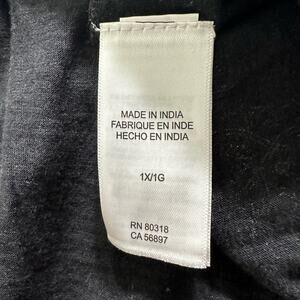 MADE IN INDIA
FABRIQUE EN INDE
HECHO EN INDIA
1X/1G
RN 80318
CA 56897